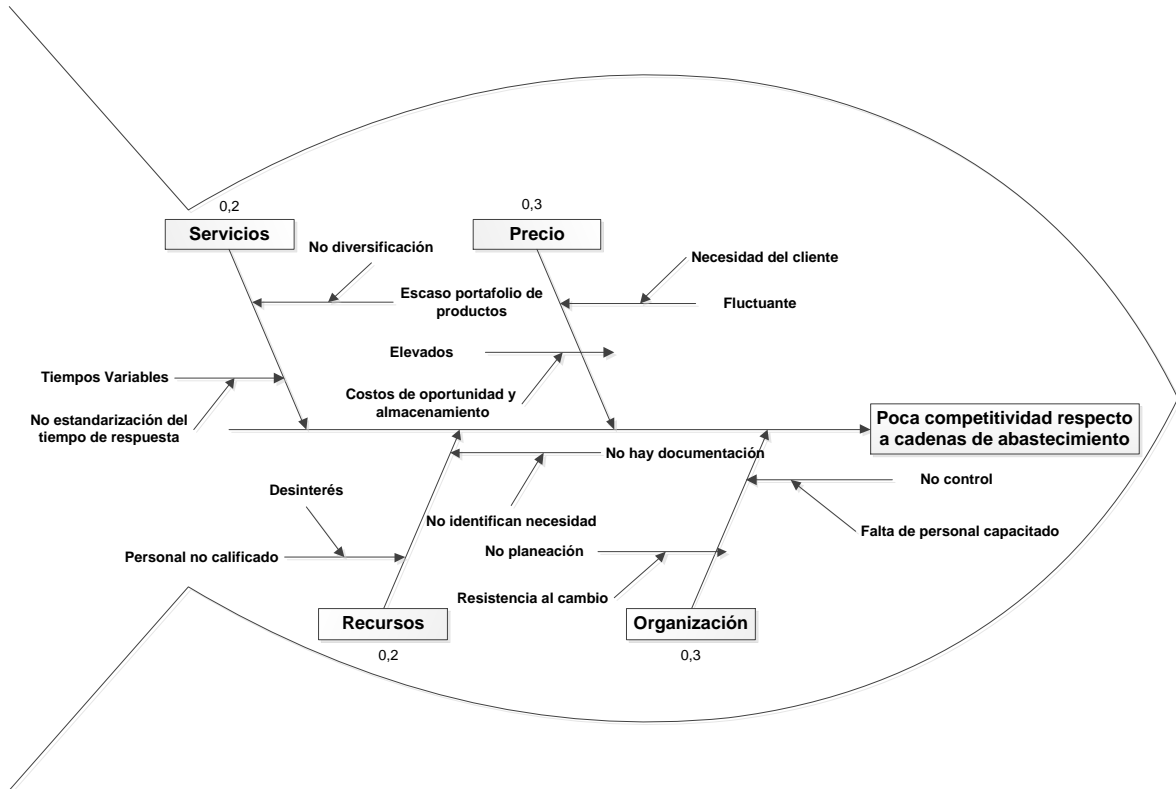 0,2
0,3
Servicios
Precio
No diversificación
Necesidad del cliente
Escaso portafolio de
productos
Fluctuante
Elevados
Tiempos Variables
Costos de oportunidad y
almacenamiento
No estandarización del
tiempo de respuesta
Poca competitividad respecto
a cadenas de abastecimiento
No hay documentación
No control
Desinterés
No identifican necesidad
Falta de personal capacitado
Personal no calificado
No planeación
Resistencia al cambio
Recursos
Organización
0,2
0,3